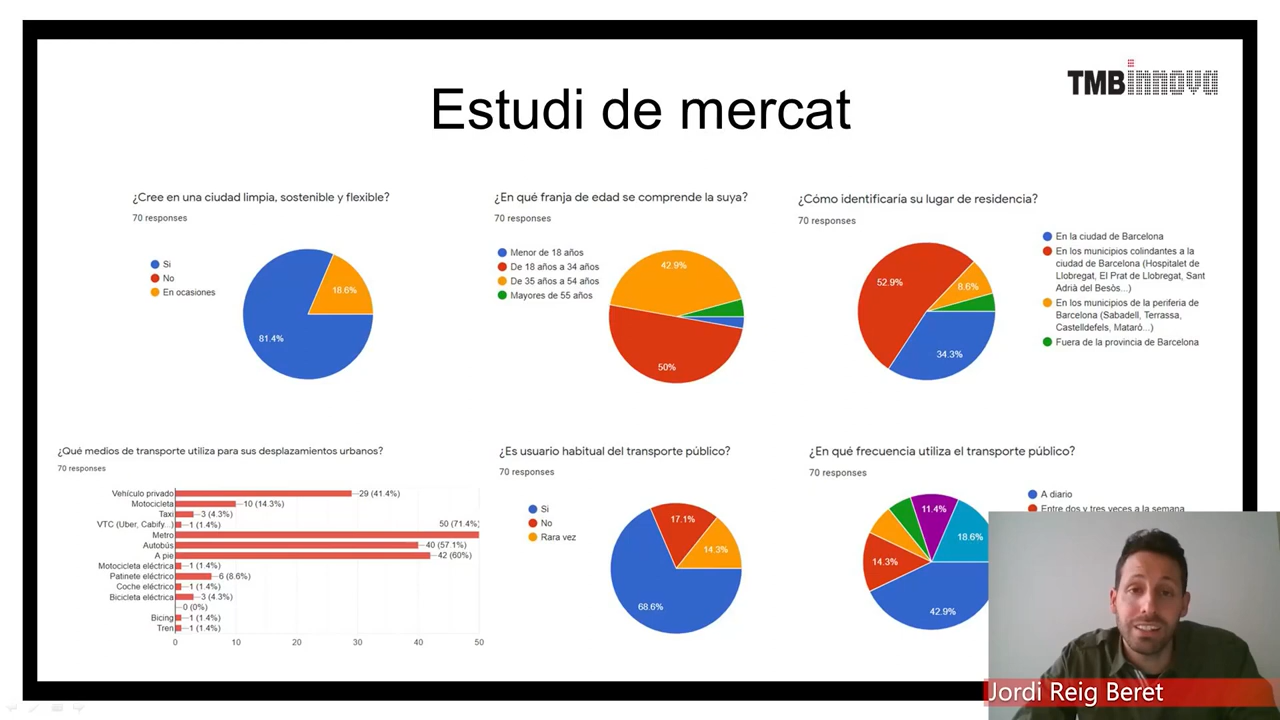 TMBinnova
Estudi de mercat
¿Cree en una ciudad limpia, sostenible y flexible?
70 responses
Si
No
En ocasiones
18.6%
81.4%
¿En qué franja de edad se comprende la suya?
70 responses
Menor de 18 años
De 18 años a 34 años
De 35 años a 54 años
Mayores de 55 años
42.9%
50%
¿Cómo identificaría su lugar de residencia?
70 responses
En la ciudad de Barcelona
En los municipios colindantes a la
ciudad de Barcelona (Hospitalet de
Llobregat, El Prat de Llobregat, Sant
Adrià del Besòs...)
En los municipios de la periferia de
Barcelona (Sabadell, Terrassa,
Castelldefels, Mataró...)
Fuera de la provincia de Barcelona
52.9%
8.6%
34.3%
¿Qué medios de transporte utiliza para sus desplazamientos urbanos?
70 responses
Vehículo privado 29 (41.4%)
Motocicleta 10 (14.3%)
Taxi 3 (4.3%)
VTC (Uber, Cabify...) 1 (1.4%)
Metro 50 (71.4%)
Autobús 40 (57.1%)
A pie 42 (60%)
Motocicleta eléctrica 1 (1.4%)
Patinete eléctrico 6 (8.6%)
Coche eléctrico 1 (1.4%)
Bicicleta eléctrica 3 (4.3%)
0 (0%)
Bicing 1 (1.4%)
Tren 1 (1.4%)
0 10 20 30 40 50
¿Es usuario habitual del transporte público?
70 responses
Si
No
Rara vez
17.1%
14.3%
68.6%
¿En qué frecuencia utiliza el transporte público?
70 responses
A diario
Entre dos y tres veces a la semana
11.4%
18.6%
14.3%
42.9%
Jordi Reig Beret